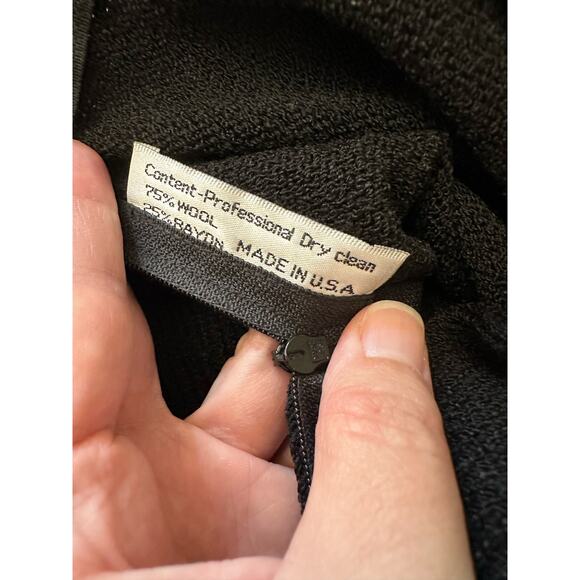 Content-Professional Dry clean
75% WOOL
25% RAYON MADE IN U.S.A